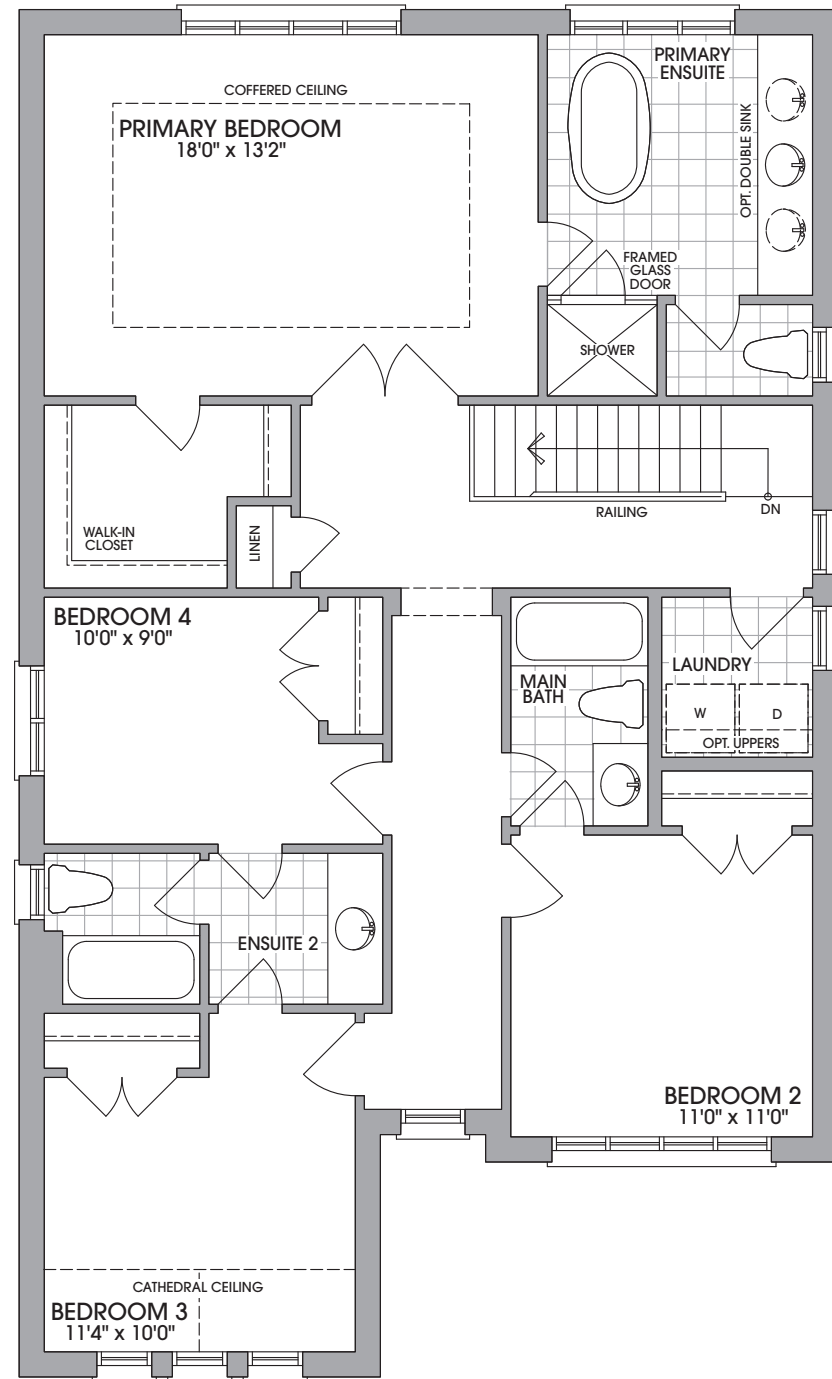 COFFERED CEILING
PRIMARY BEDROOM
18'0" x 13'2"
PRIMARY
ENSUITE
OPT. DOUBLE SINK
FRAMED
GLASS
DOOR
SHOWER
WALK-IN
CLOSET
LINEN
RAILING
DN
BEDROOM 4
10'0" x 9'0"
MAIN
BATH
LAUNDRY
W
D
OPT. UPPERS
ENSUITE 2
BEDROOM 2
11'0" x 11'0"
CATHEDRAL CEILING
BEDROOM 3
11'4" x 10'0"